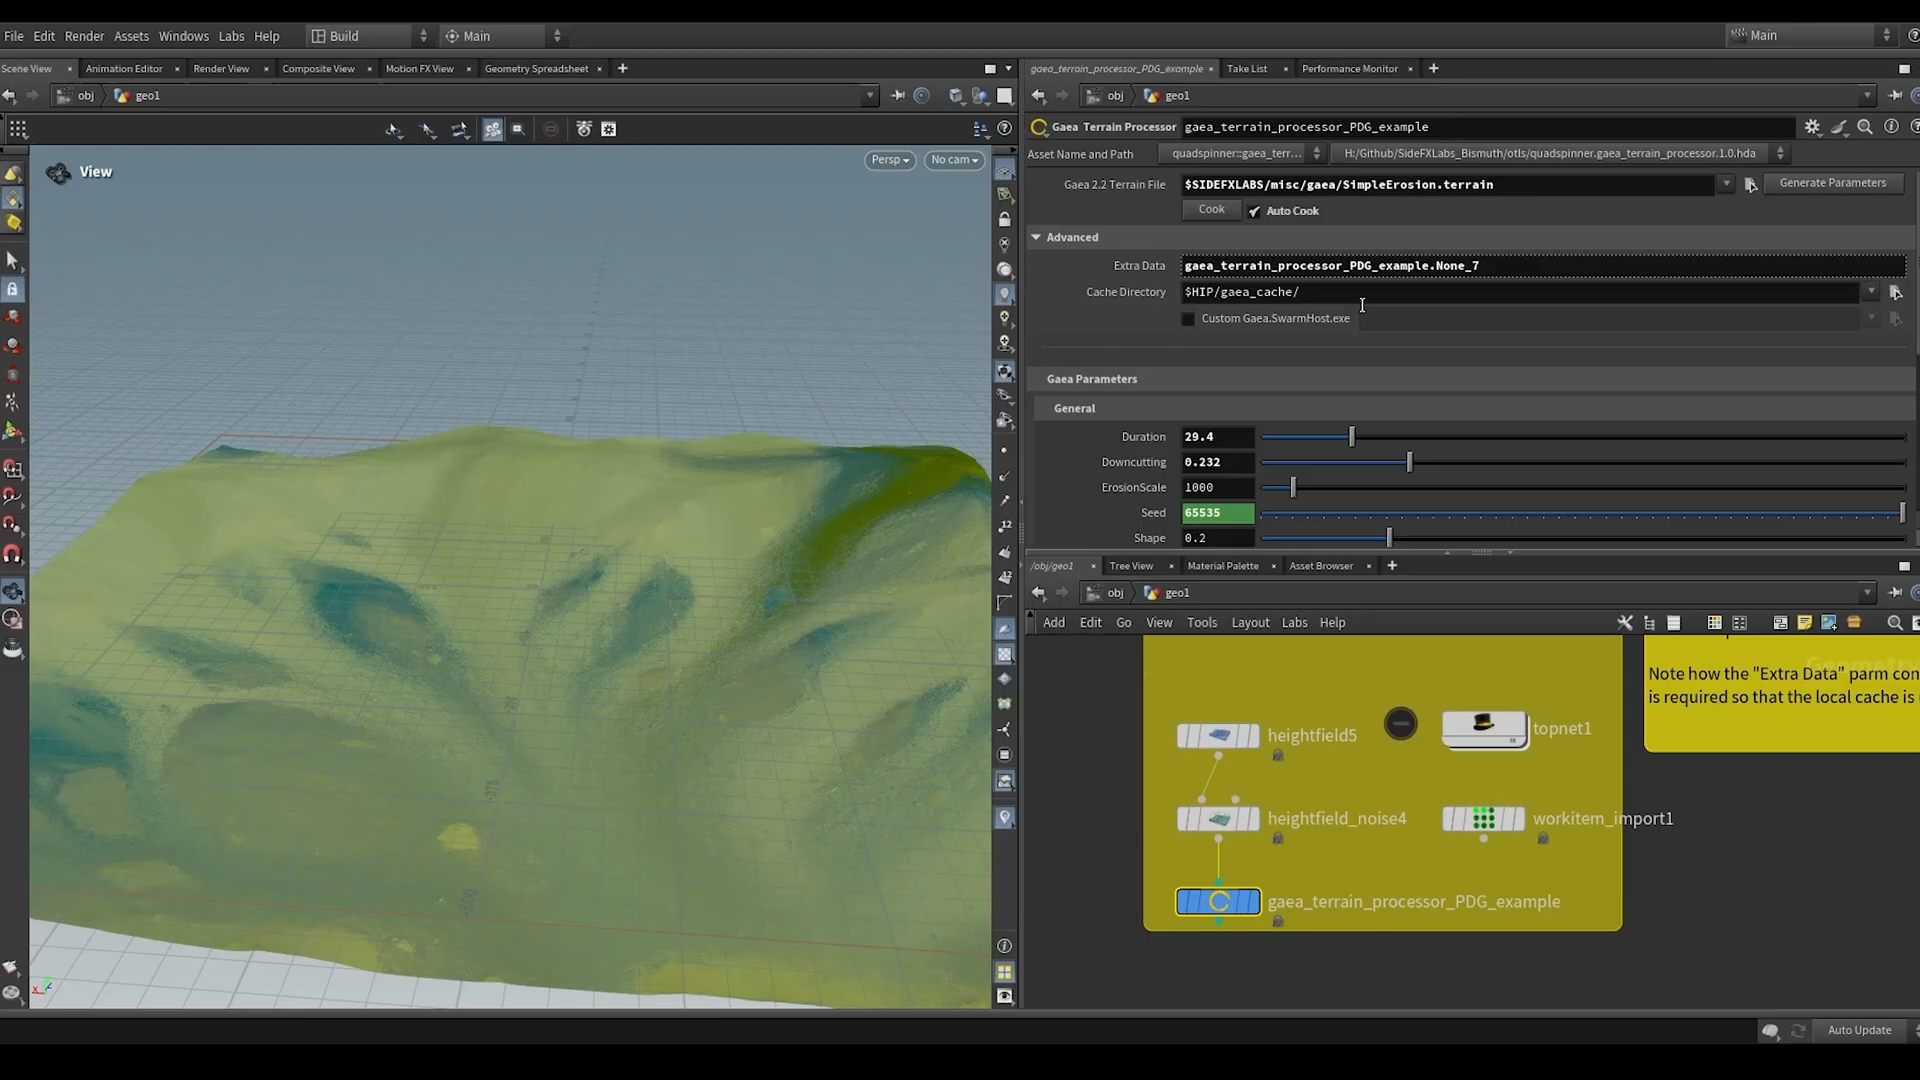 File Edit Render Assets Windows Labs Help Build Main Main
Scene View Animation Editor Render View Composite View Motion FX View Geometry Spreadsheet
obj geo1
View
Persp No cam
gaea_terrain_processor_PDG_example Take List Performance Monitor
obj geo1
Gaea Terrain Processor gaea_terrain_processor_PDG_example
Asset Name and Path quadspinner::gaea_terr... H:/Github/SideFXLabs_Bismuth/otls/quadspinner.gaea_terrain_processor.1.0.hda
Gaea 2.2 Terrain File $SIDEFXLABS/misc/gaea/SimpleErosion.terrain Generate Parameters
Cook Auto Cook
Advanced
Extra Data gaea_terrain_processor_PDG_example.None_7
Cache Directory $HIP/gaea_cache/
Custom Gaea.SwarmHost.exe
Gaea Parameters
General
Duration 29.4
Downcutting 0.232
ErosionScale 1000
Seed 65535
Shape 0.2
/obj/geo1 Tree View Material Palette Asset Browser
obj geo1
Add Edit Go View Tools Layout Labs Help
Note how the "Extra Data" parm con
is required so that the local cache is
heightfield5 topnet1
heightfield_noise4 workitem_import1
gaea_terrain_processor_PDG_example
Auto Update